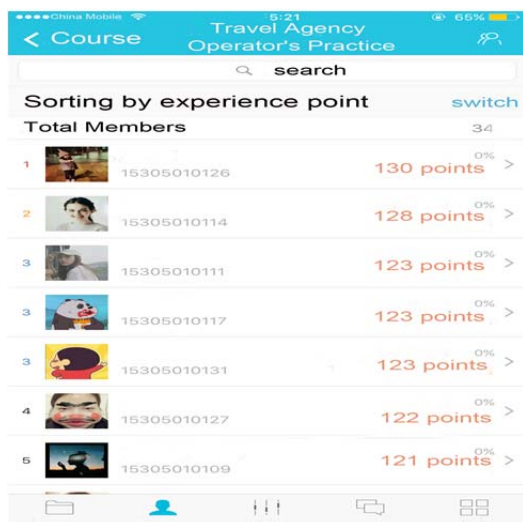 China Mobile 5:21 65%
Course Travel Agency
Operator's Practice
search
Sorting by experience point switch
Total Members 34
1 15305010126 130 points 0%
2 15305010114 128 points 0%
3 15305010111 123 points 0%
3 15305010117 123 points 0%
3 15305010131 123 points 0%
4 15305010127 122 points 0%
5 15305010109 121 points 0%